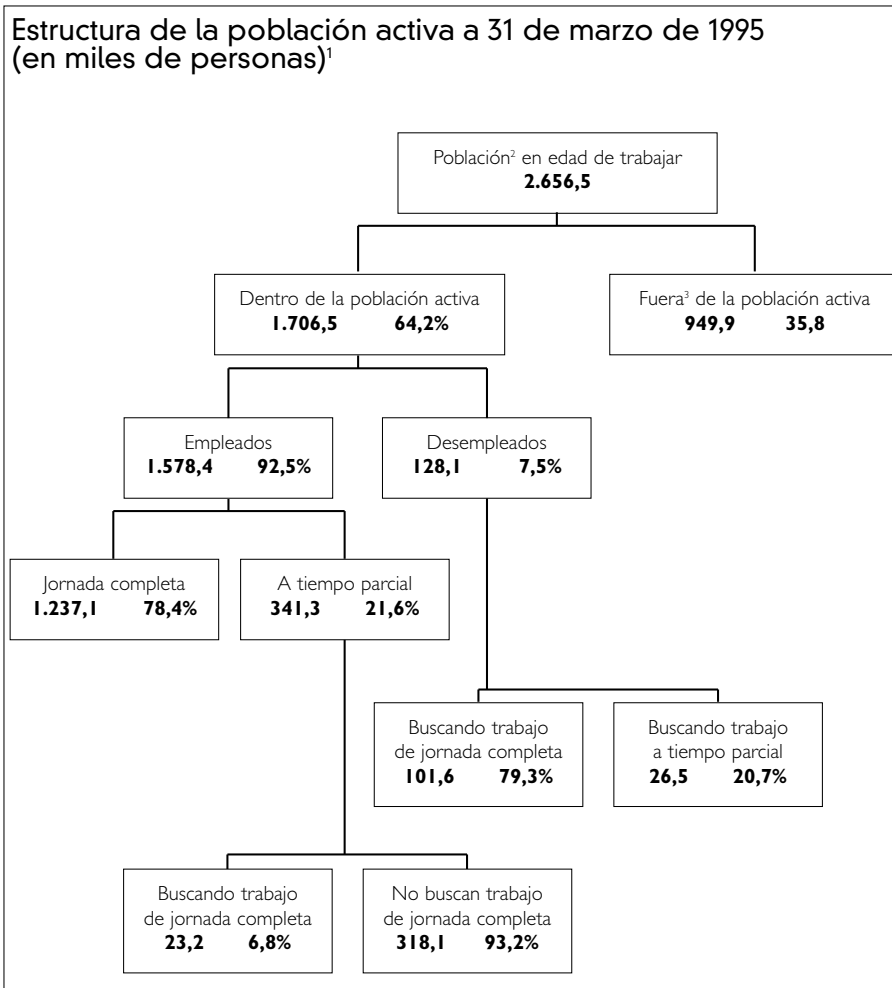 Estructura de la población activa a 31 de marzo de 1995
(en miles de personas)¹
Población² en edad de trabajar
2.656,5
Dentro de la población activa
1.706,5 64,2%
Fuera³ de la población activa
949,9 35,8
Empleados
1.578,4 92,5%
Desempleados
128,1 7,5%
Jornada completa
1.237,1 78,4%
A tiempo parcial
341,3 21,6%
Buscando trabajo
de jornada completa
101,6 79,3%
Buscando trabajo
a tiempo parcial
26,5 20,7%
Buscando trabajo
de jornada completa
23,2 6,8%
No buscan trabajo
de jornada completa
318,1 93,2%